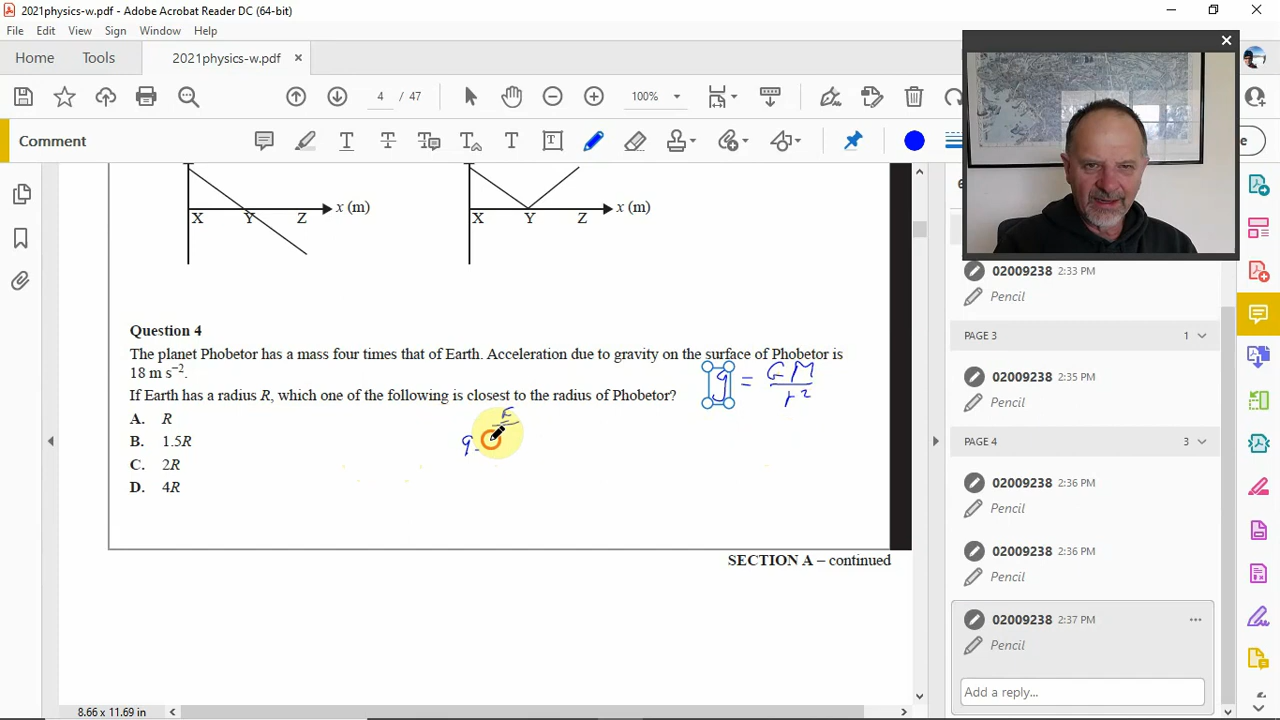 2021physics-w.pdf - Adobe Acrobat Reader DC (64-bit)
File Edit View Sign Window Help
Home Tools 2021physics-w.pdf ×
4 / 47 100%
Comment
X Y Z x (m)
X Y Z x (m)
Question 4
The planet Phobetor has a mass four times that of Earth. Acceleration due to gravity on the surface of Phobetor is
18 m s⁻².
If Earth has a radius R, which one of the following is closest to the radius of Phobetor?
g = GM/r²
A. R
B. 1.5R
C. 2R
D. 4R
SECTION A – continued
8.66 x 11.69 in
02009238 2:33 PM
Pencil
PAGE 3 1
02009238 2:35 PM
Pencil
PAGE 4 3
02009238 2:36 PM
Pencil
02009238 2:36 PM
Pencil
02009238 2:37 PM ...
Pencil
Add a reply...